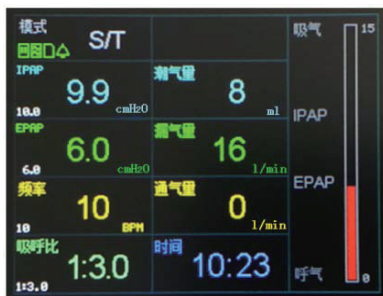 模式
S/T
IPAP
9.9
10.0
cmH2O
潮气量
8
ml
EPAP
6.0
6.0
cmH2O
漏气量
16
l/min
频率
10
10
BPM
通气量
0
l/min
吸呼比
1:3.0
1:3.0
时间
10:23
吸气
15
IPAP
EPAP
呼气
0